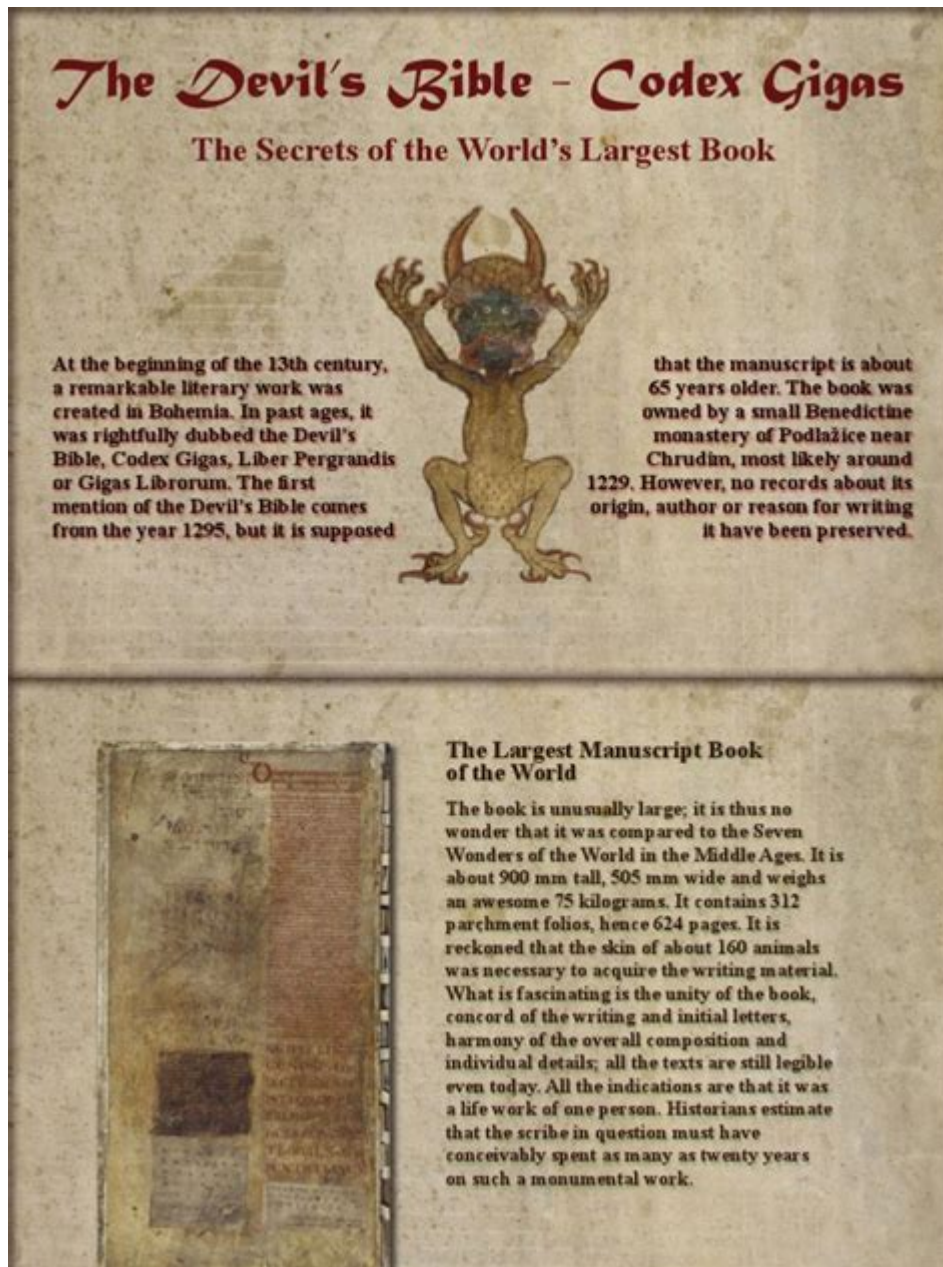 The Devil's Bible - Codex Gigas
The Secrets of the World's Largest Book
At the beginning of the 13th century,
a remarkable literary work was
created in Bohemia. In past ages, it
was rightfully dubbed the Devil's
Bible, Codex Gigas, Liber Pergrandis
or Gigas Librorum. The first
mention of the Devil's Bible comes
from the year 1295, but it is supposed
that the manuscript is about
65 years older. The book was
owned by a small Benedictine
monastery of Podlažice near
Chrudim, most likely around
1229. However, no records about its
origin, author or reason for writing
it have been preserved.
The Largest Manuscript Book
of the World
The book is unusually large; it is thus no
wonder that it was compared to the Seven
Wonders of the World in the Middle Ages. It is
about 900 mm tall, 505 mm wide and weighs
an awesome 75 kilograms. It contains 312
parchment folios, hence 624 pages. It is
reckoned that the skin of about 160 animals
was necessary to acquire the writing material.
What is fascinating is the unity of the book,
concord of the writing and initial letters,
harmony of the overall composition and
individual details; all the texts are still legible
even today. All the indications are that it was
a life work of one person. Historians estimate
that the scribe in question must have
conceivably spent as many as twenty years
on such a monumental work.